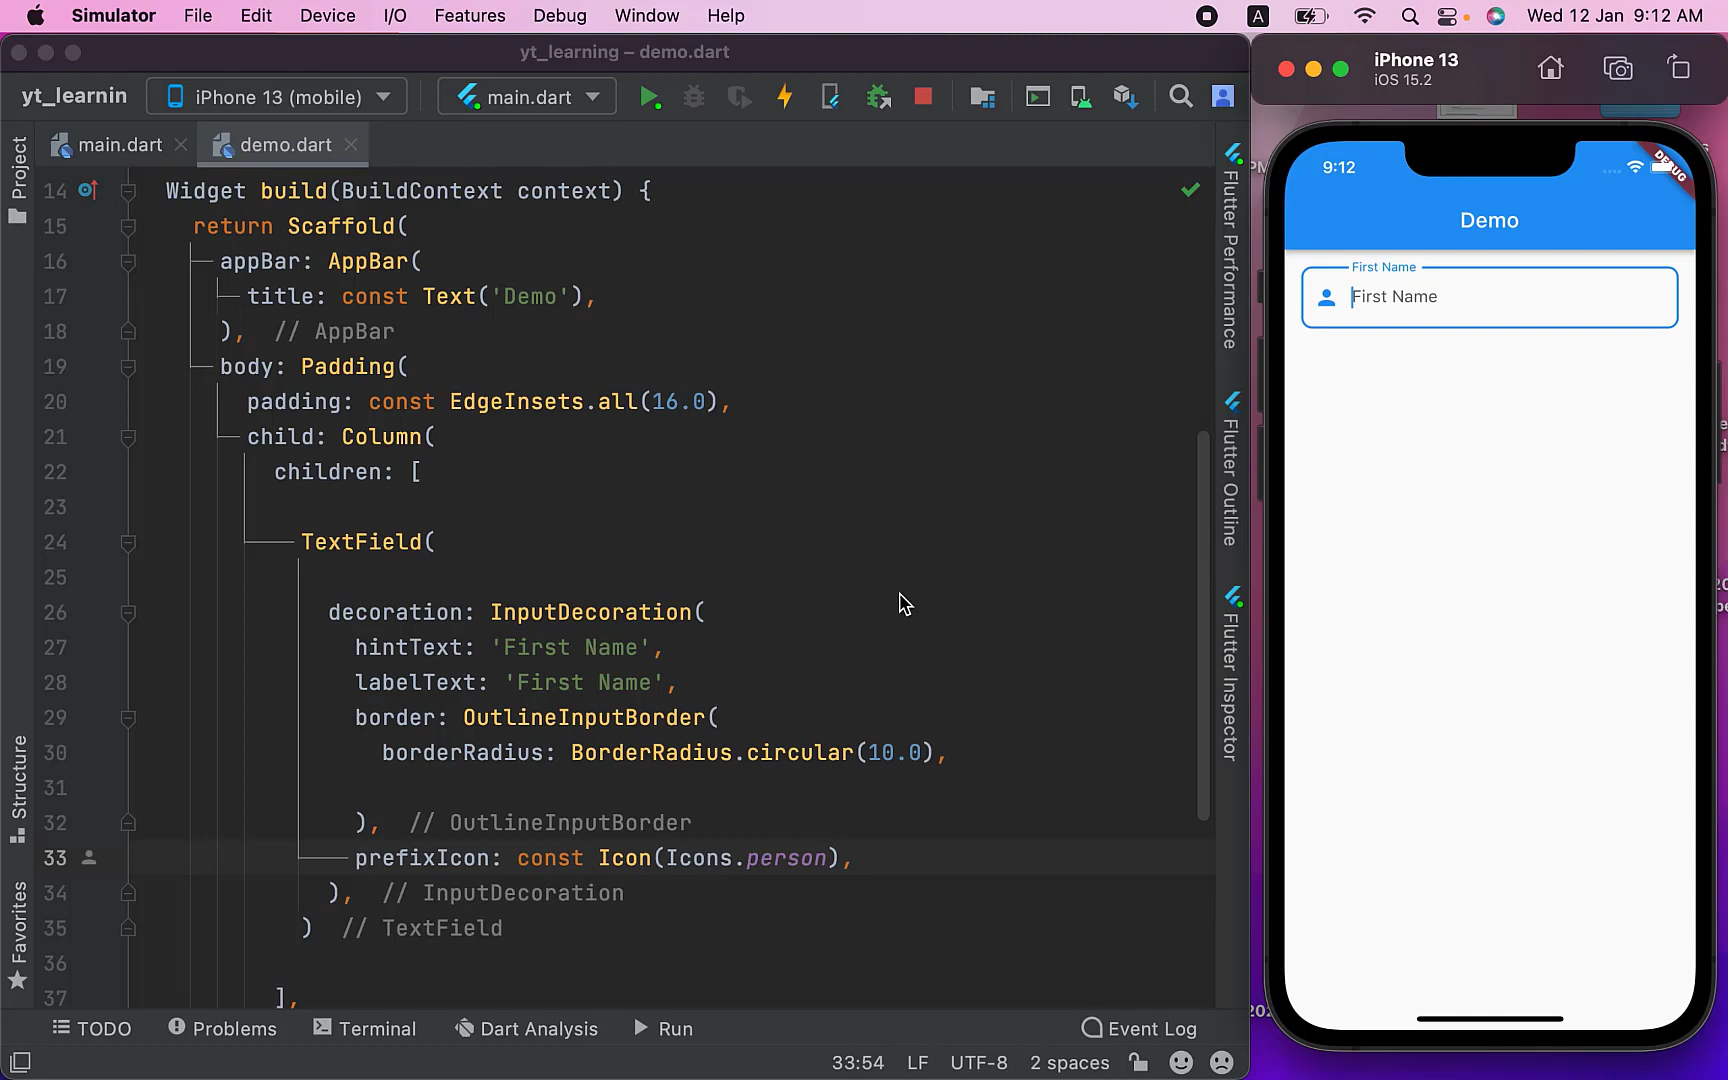 Simulator File Edit Device I/O Features Debug Window Help A Wed 12 Jan 9:12 AM
yt_learning – demo.dart
yt_learnin iPhone 13 (mobile) main.dart
main.dart demo.dart
Project
Structure
Favorites
14 Widget build(BuildContext context) {
15 return Scaffold(
16 appBar: AppBar(
17 title: const Text('Demo'),
18 ), // AppBar
19 body: Padding(
20 padding: const EdgeInsets.all(16.0),
21 child: Column(
22 children: [
23
24 TextField(
25
26 decoration: InputDecoration(
27 hintText: 'First Name',
28 labelText: 'First Name',
29 border: OutlineInputBorder(
30 borderRadius: BorderRadius.circular(10.0),
31
32 ), // OutlineInputBorder
33 prefixIcon: const Icon(Icons.person),
34 ), // InputDecoration
35 ) // TextField
36
37 ],
Flutter Performance
Flutter Outline
Flutter Inspector
TODO Problems Terminal Dart Analysis Run Event Log
33:54 LF UTF-8 2 spaces
iPhone 13
iOS 15.2
9:12
DEBUG
Demo
First Name
First Name